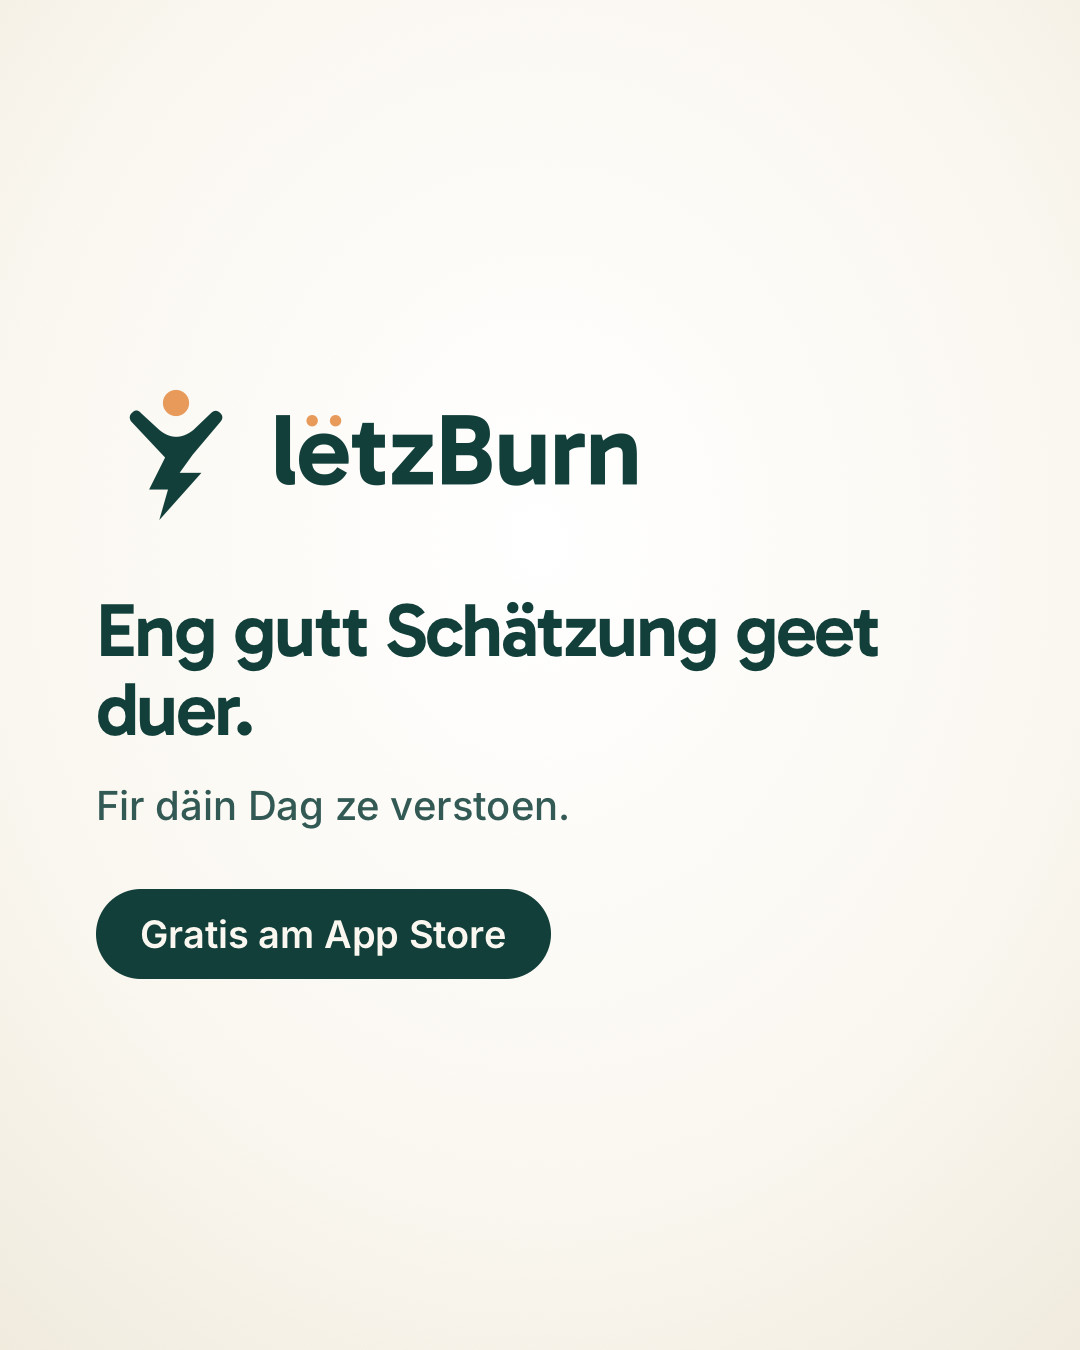 lëtzBurn
Eng gutt Schätzung geet
duer.
Fir däin Dag ze verstoen.
Gratis am App Store